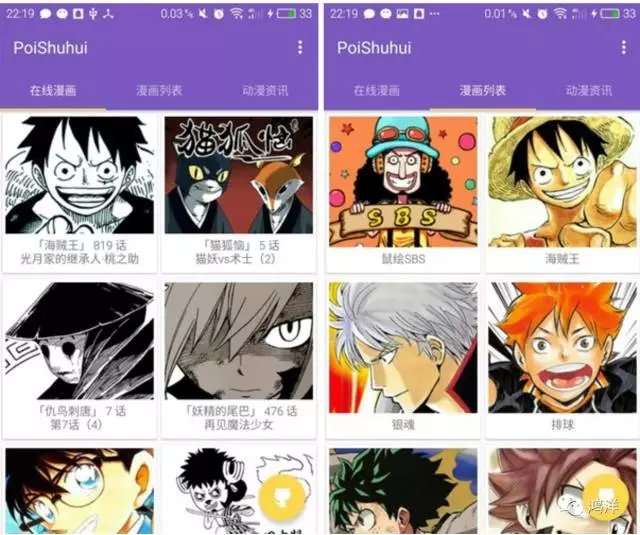 22:19
0.03%
33
PoiShuhui
在线漫画
漫画列表
动漫资讯
猫狐恼
「海贼王」819 话
光月家的继承人·桃之助
「猫狐恼」5 话
猫妖vs术士（2）
「仇鸟刺唐」7 话
第7话（4）
「妖精的尾巴」476 话
再见魔法少女
22:19
0.01%
33
PoiShuhui
在线漫画
漫画列表
动漫资讯
SBS
鼠绘SBS
海贼王
银魂
排球
鸿洋